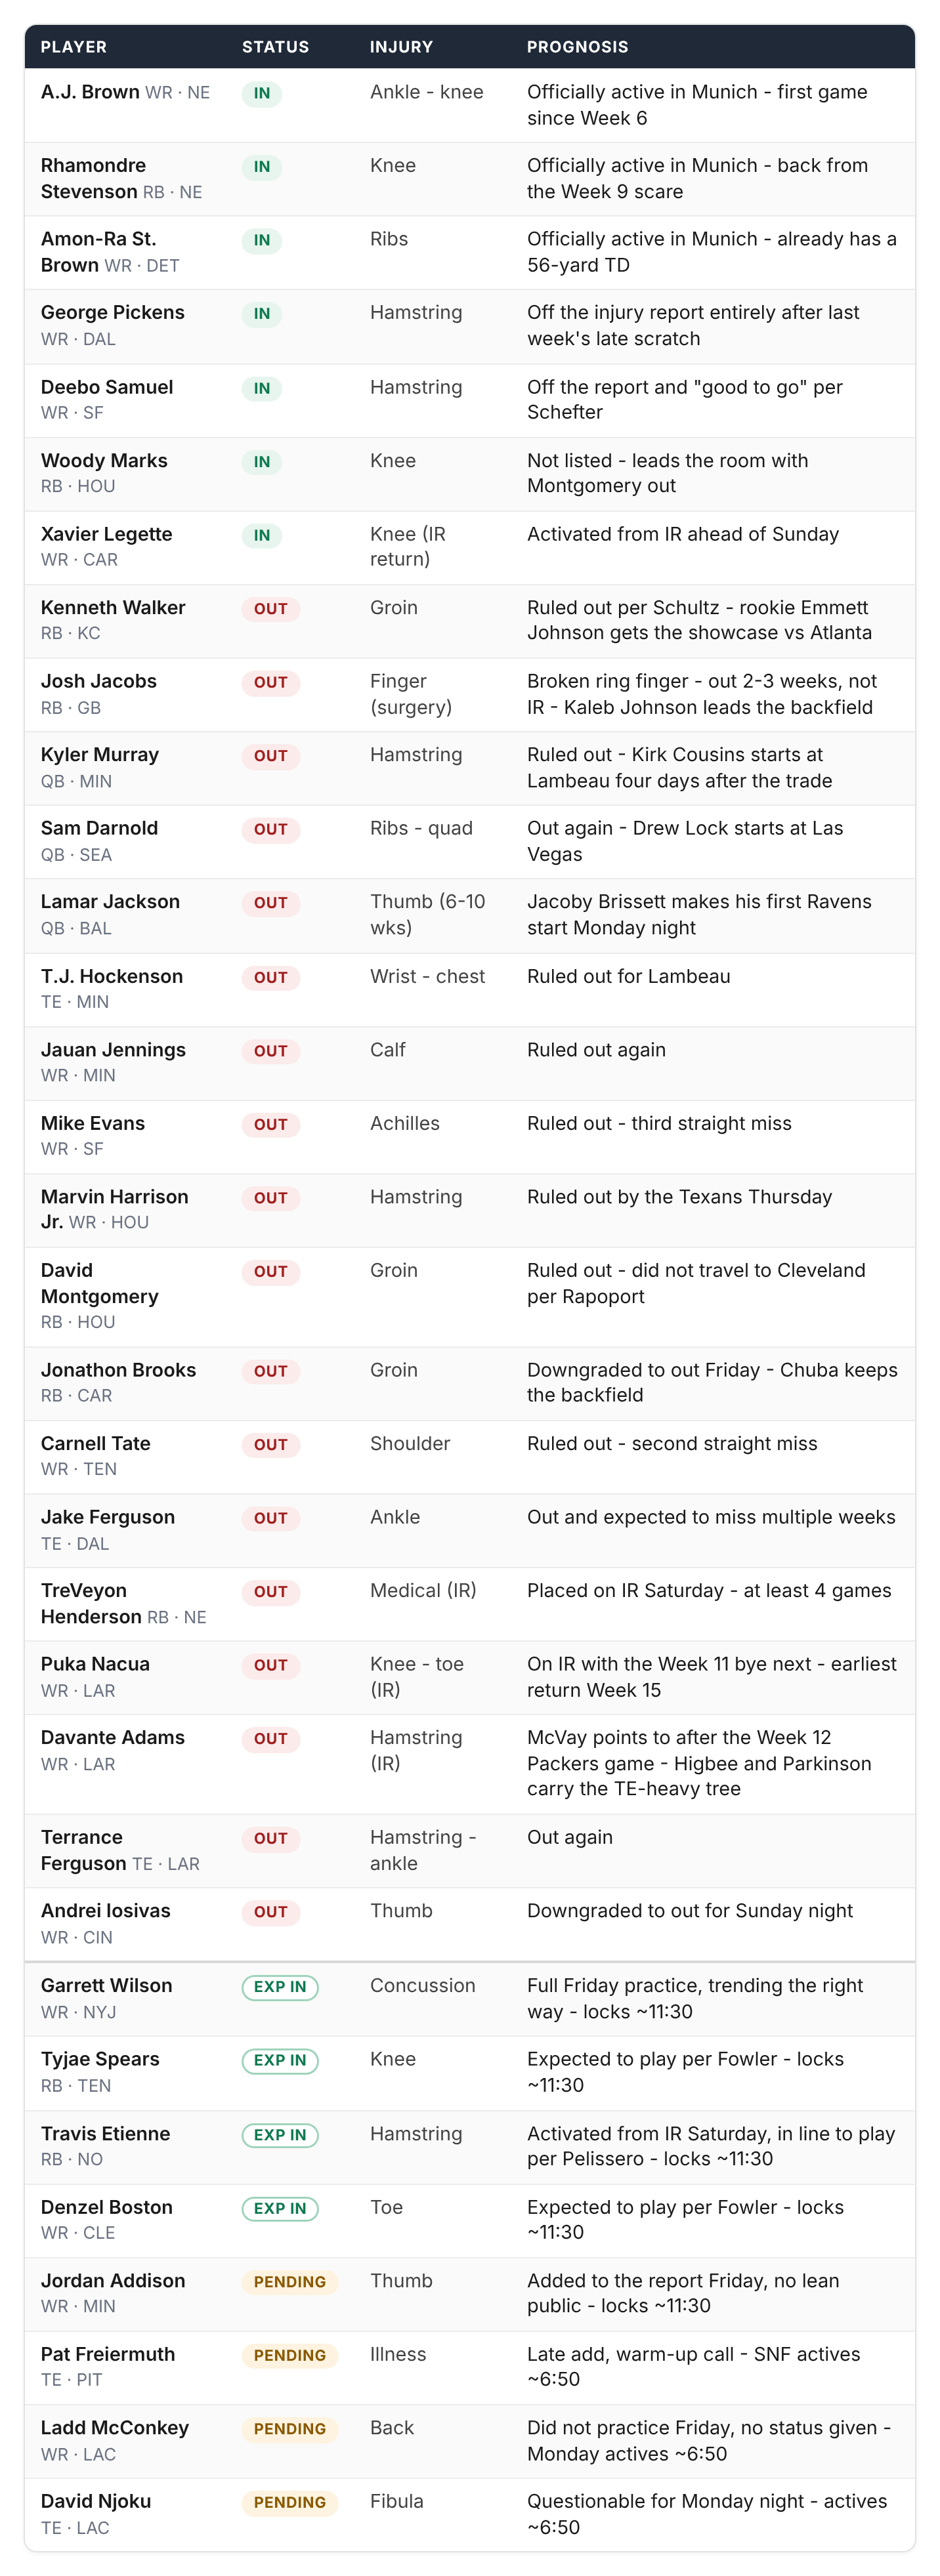 PLAYER STATUS INJURY PROGNOSIS
A.J. Brown WR · NE IN Ankle - knee Officially active in Munich - first game
since Week 6
Rhamondre IN Knee Officially active in Munich - back from
Stevenson RB · NE the Week 9 scare
Amon-Ra St. IN Ribs Officially active in Munich - already has a
Brown WR · DET 56-yard TD
George Pickens IN Hamstring Off the injury report entirely after last
WR · DAL week's late scratch
Deebo Samuel IN Hamstring Off the report and "good to go" per
WR · SF Schefter
Woody Marks IN Knee Not listed - leads the room with
RB · HOU Montgomery out
Xavier Legette IN Knee (IR Activated from IR ahead of Sunday
WR · CAR return)
Kenneth Walker OUT Groin Ruled out per Schultz - rookie Emmett
RB · KC Johnson gets the showcase vs Atlanta
Josh Jacobs OUT Finger Broken ring finger - out 2-3 weeks, not
RB · GB (surgery) IR - Kaleb Johnson leads the backfield
Kyler Murray OUT Hamstring Ruled out - Kirk Cousins starts at
QB · MIN Lambeau four days after the trade
Sam Darnold OUT Ribs - quad Out again - Drew Lock starts at Las
QB · SEA Vegas
Lamar Jackson OUT Thumb (6-10 Jacoby Brissett makes his first Ravens
QB · BAL wks) start Monday night
T.J. Hockenson OUT Wrist - chest Ruled out for Lambeau
TE · MIN
Jauan Jennings OUT Calf Ruled out again
WR · MIN
Mike Evans OUT Achilles Ruled out - third straight miss
WR · SF
Marvin Harrison OUT Hamstring Ruled out by the Texans Thursday
Jr. WR · HOU
David OUT Groin Ruled out - did not travel to Cleveland
Montgomery per Rapoport
RB · HOU
Jonathon Brooks OUT Groin Downgraded to out Friday - Chuba keeps
RB · CAR the backfield
Carnell Tate OUT Shoulder Ruled out - second straight miss
WR · TEN
Jake Ferguson OUT Ankle Out and expected to miss multiple weeks
TE · DAL
TreVeyon OUT Medical (IR) Placed on IR Saturday - at least 4 games
Henderson RB · NE
Puka Nacua OUT Knee - toe On IR with the Week 11 bye next - earliest
WR · LAR (IR) return Week 15
Davante Adams OUT Hamstring McVay points to after the Week 12
WR · LAR (IR) Packers game - Higbee and Parkinson
carry the TE-heavy tree
Terrance OUT Hamstring - Out again
Ferguson TE · LAR ankle
Andrei Iosivas OUT Thumb Downgraded to out for Sunday night
WR · CIN
Garrett Wilson EXP IN Concussion Full Friday practice, trending the right
WR · NYJ way - locks ~11:30
Tyjae Spears EXP IN Knee Expected to play per Fowler - locks
RB · TEN ~11:30
Travis Etienne EXP IN Hamstring Activated from IR Saturday, in line to play
RB · NO per Pelissero - locks ~11:30
Denzel Boston EXP IN Toe Expected to play per Fowler - locks
WR · CLE ~11:30
Jordan Addison PENDING Thumb Added to the report Friday, no lean
WR · MIN public - locks ~11:30
Pat Freiermuth PENDING Illness Late add, warm-up call - SNF actives
TE · PIT ~6:50
Ladd McConkey PENDING Back Did not practice Friday, no status given -
WR · LAC Monday actives ~6:50
David Njoku PENDING Fibula Questionable for Monday night - actives
TE · LAC ~6:50